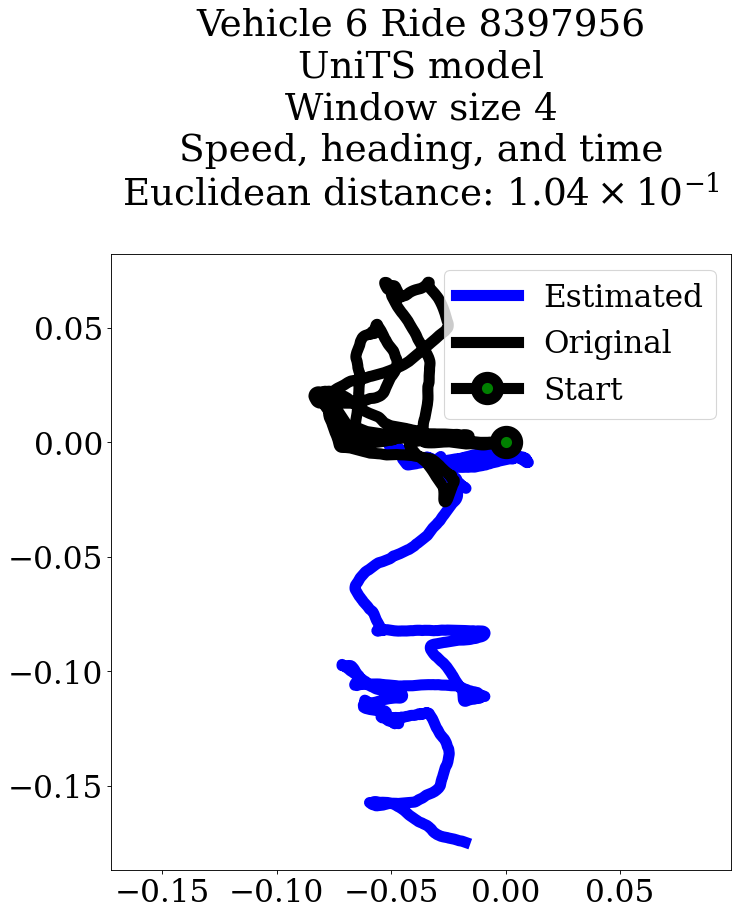 Vehicle 6 Ride 8397956
UniTS model
Window size 4
Speed, heading, and time
Euclidean distance: 1.04 × 10⁻¹
Estimated
Original
Start
0.05
0.00
−0.05
−0.10
−0.15
−0.15 −0.10 −0.05 0.00 0.05